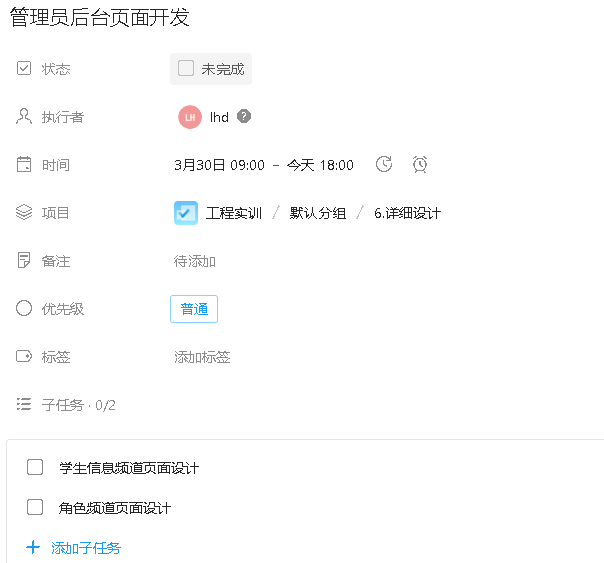 管理员后台页面开发
状态 未完成
执行者 LH lhd ?
时间 3月30日 09:00 – 今天 18:00
项目 工程实训 / 默认分组 / 6.详细设计
备注 待添加
优先级 普通
标签 添加标签
子任务 · 0/2
学生信息频道页面设计
角色频道页面设计
+ 添加子任务